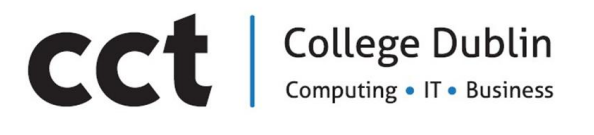 cct
College Dublin
Computing • IT • Business